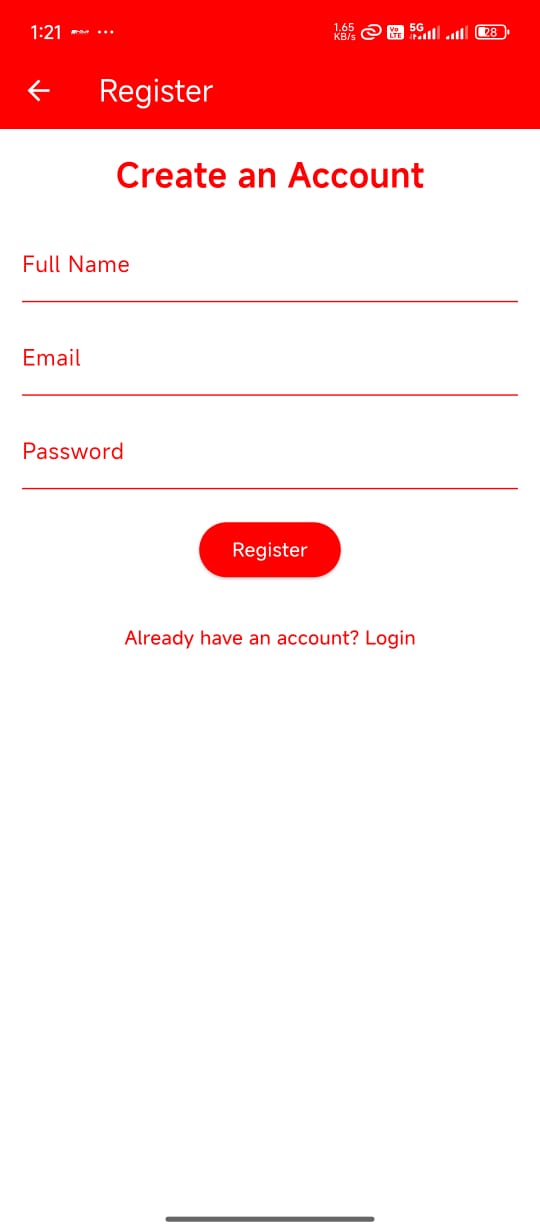 1:21 ...
1.65 KB/s Vo LTE 5G 28
Register
Create an Account
Full Name
Email
Password
Register
Already have an account? Login